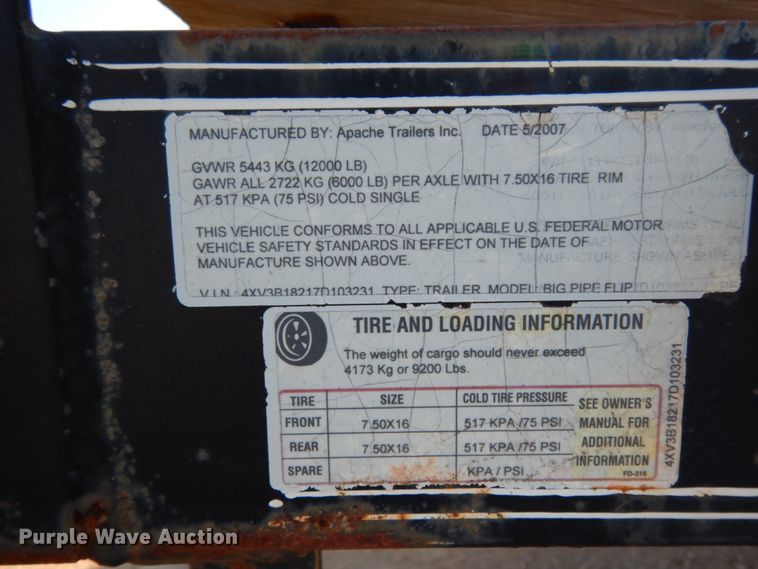 MANUFACTURED BY: Apache Trailers Inc. DATE 5/2007
GVWR 5443 KG (12000 LB)
GAWR ALL 2722 KG (6000 LB) PER AXLE WITH 7.50X16 TIRE RIM
AT 517 KPA (75 PSI) COLD SINGLE
THIS VEHICLE CONFORMS TO ALL APPLICABLE U.S. FEDERAL MOTOR
VEHICLE SAFETY STANDARDS IN EFFECT ON THE DATE OF
MANUFACTURE SHOWN ABOVE.
V.I.N.: 4XV3B18217D103231 TYPE: TRAILER MODEL: BIG PIPE FLIP
TIRE AND LOADING INFORMATION
The weight of cargo should never exceed
4173 Kg or 9200 Lbs.
TIRE SIZE COLD TIRE PRESSURE
FRONT 7.50X16 517 KPA /75 PSI
REAR 7.50X16 517 KPA /75 PSI
SPARE KPA / PSI
SEE OWNER'S
MANUAL FOR
ADDITIONAL
INFORMATION
FD-316
4XV3B18217D103231
Purple Wave Auction